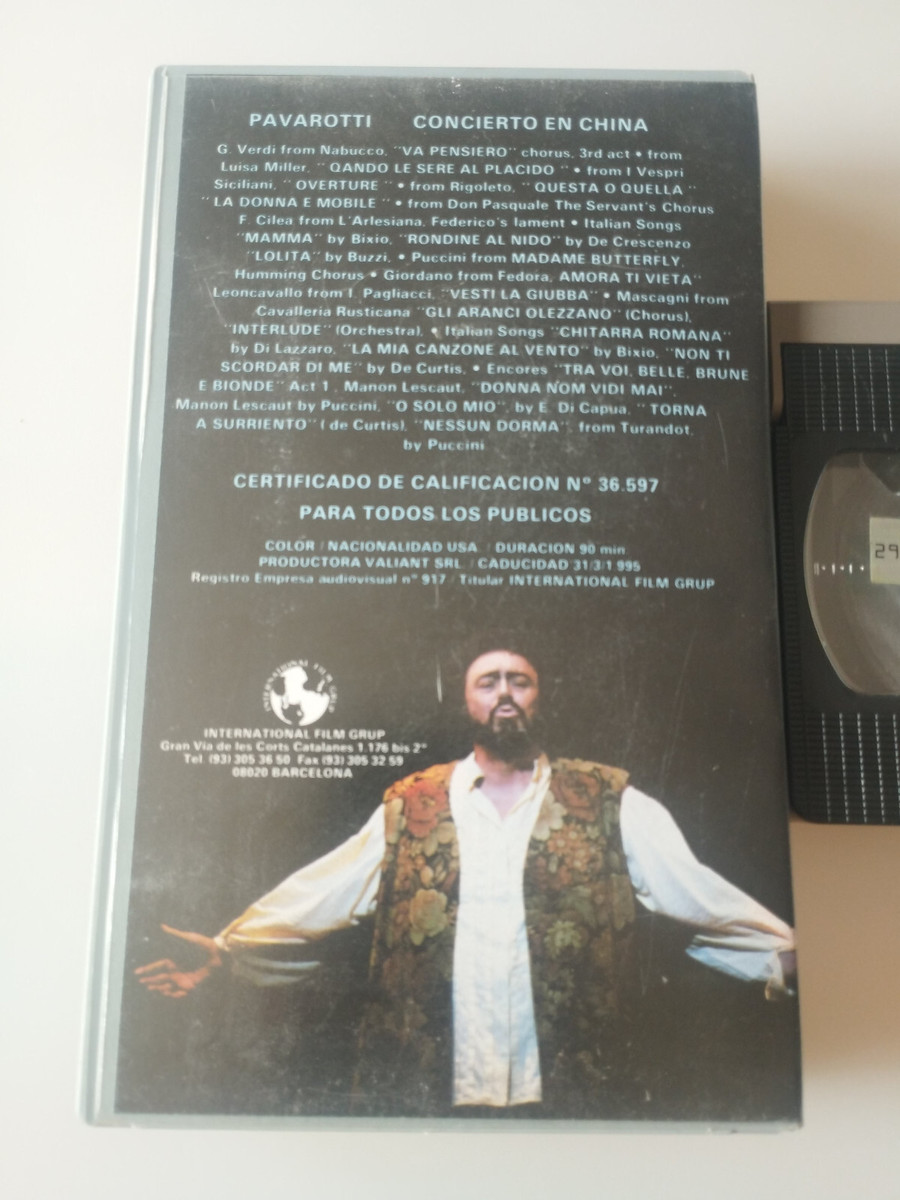 PAVAROTTI CONCIERTO EN CHINA
G. Verdi from Nabucco, "VA PENSIERO" chorus, 3rd act • from
Luisa Miller, "QANDO LE SERE AL PLACIDO" • from I Vespri
Siciliani, "OVERTURE" • from Rigoleto, "QUESTA O QUELLA"
"LA DONNA E MOBILE" • from Don Pasquale The Servant's Chorus
F. Cilea from L'Arlesiana, Federico's lament • Italian Songs
"MAMMA" by Bixio, "RONDINE AL NIDO" by De Crescenzo
"LOLITA" by Buzzi, • Puccini from MADAME BUTTERFLY,
Humming Chorus • Giordano from Fedora, AMORA TI VIETA"
Leoncavallo from I. Pagliacci, "VESTI LA GIUBBA" • Mascagni from
Cavalleria Rusticana "GLI ARANCI OLEZZANO" (Chorus),
"INTERLUDE" (Orchestra), • Italian Songs "CHITARRA ROMANA"
by Di Lazzaro, "LA MIA CANZONE AL VENTO" by Bixio, "NON TI
SCORDAR DI ME" by De Curtis, • Encores "TRA VOI, BELLE, BRUNE
E BIONDE" Act 1, Manon Lescaut, "DONNA N'OM VIDI MAI",
Manon Lescaut by Puccini, "O SOLO MIO", by E. Di Capua, "TORNA
A SURRIENTO" (de Curtis), "NESSUN DORMA", from Turandot,
by Puccini
CERTIFICADO DE CALIFICACION Nº 36.597
PARA TODOS LOS PUBLICOS
COLOR / NACIONALIDAD USA / DURACION 90 min
PRODUCTORA VALIANT SRL / CADUCIDAD 31/3/1.995
Registro Empresa audiovisual nº 917 / Titular INTERNATIONAL FILM GRUP
INTERNATIONAL FILM GRUP
INTERNATIONAL FILM GRUP
Gran Via de les Corts Catalanes 1.176 bis 2º
Tel. (93) 305 36 50 Fax (93) 305 32 59
08020 BARCELONA
29